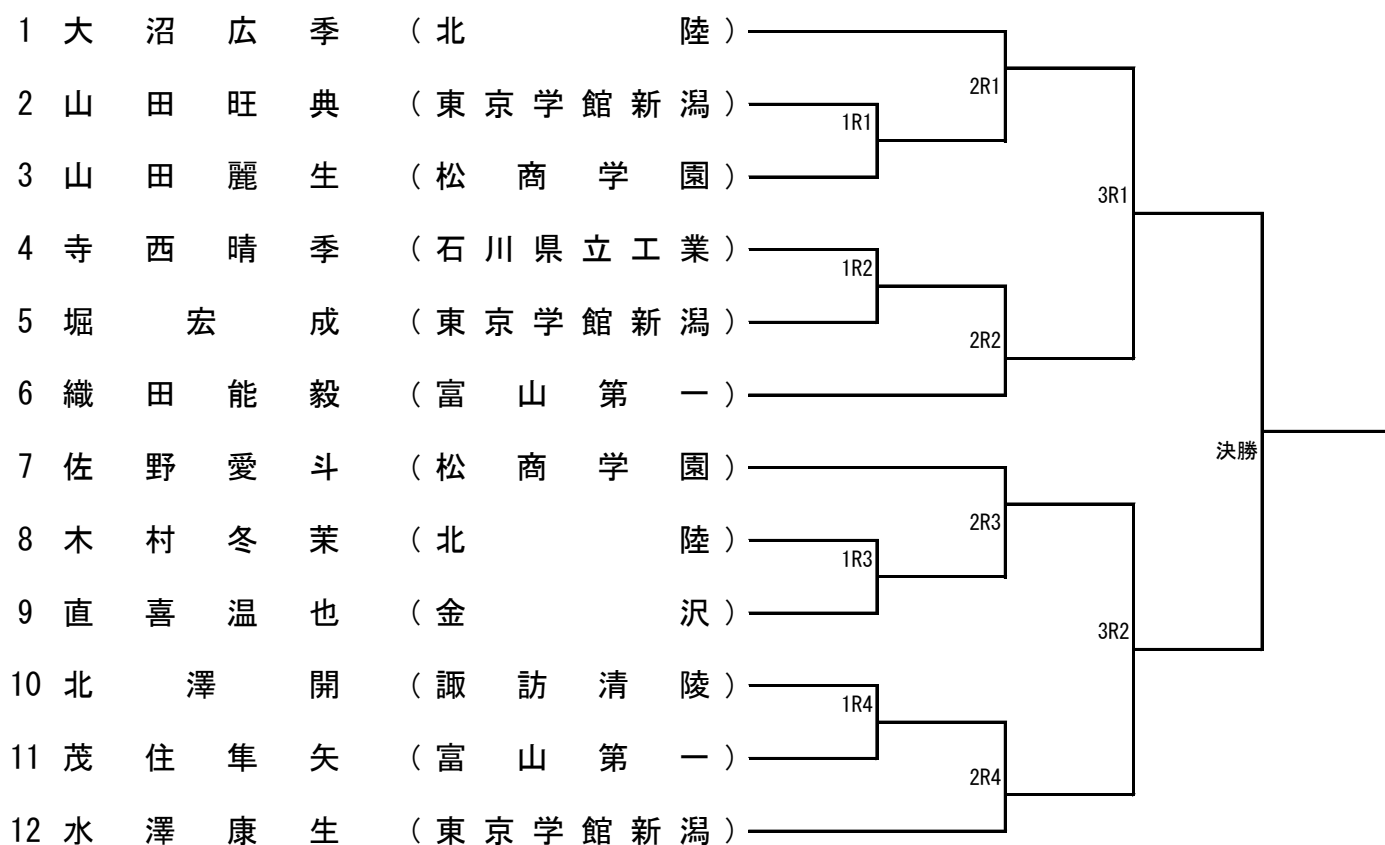 1 大沼広季 (北陸)
2 山田旺典 (東京学館新潟)
3 山田麗生 (松商学園)
4 寺西晴季 (石川県立工業)
5 堀宏成 (東京学館新潟)
6 織田能毅 (富山第一)
7 佐野愛斗 (松商学園)
8 木村冬茉 (北陸)
9 直喜温也 (金沢)
10 北澤開 (諏訪清陵)
11 茂住隼矢 (富山第一)
12 水澤康生 (東京学館新潟)
1R1
1R2
1R3
1R4
2R1
2R2
2R3
2R4
3R1
3R2
決勝